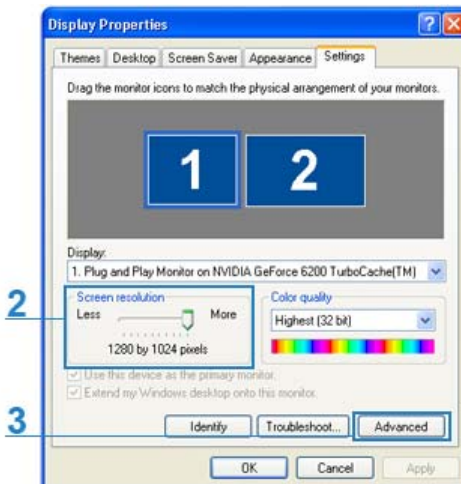 Display Properties
Themes Desktop Screen Saver Appearance Settings
Drag the monitor icons to match the physical arrangement of your monitors.
1 2
Display:
1. Plug and Play Monitor on NVIDIA GeForce 6200 TurboCache(TM)
Screen resolution
Less More
1280 by 1024 pixels
Color quality
Highest (32 bit)
2
Use this device as the primary monitor.
Extend my Windows desktop onto this monitor.
3
Identify Troubleshoot... Advanced
OK Cancel Apply